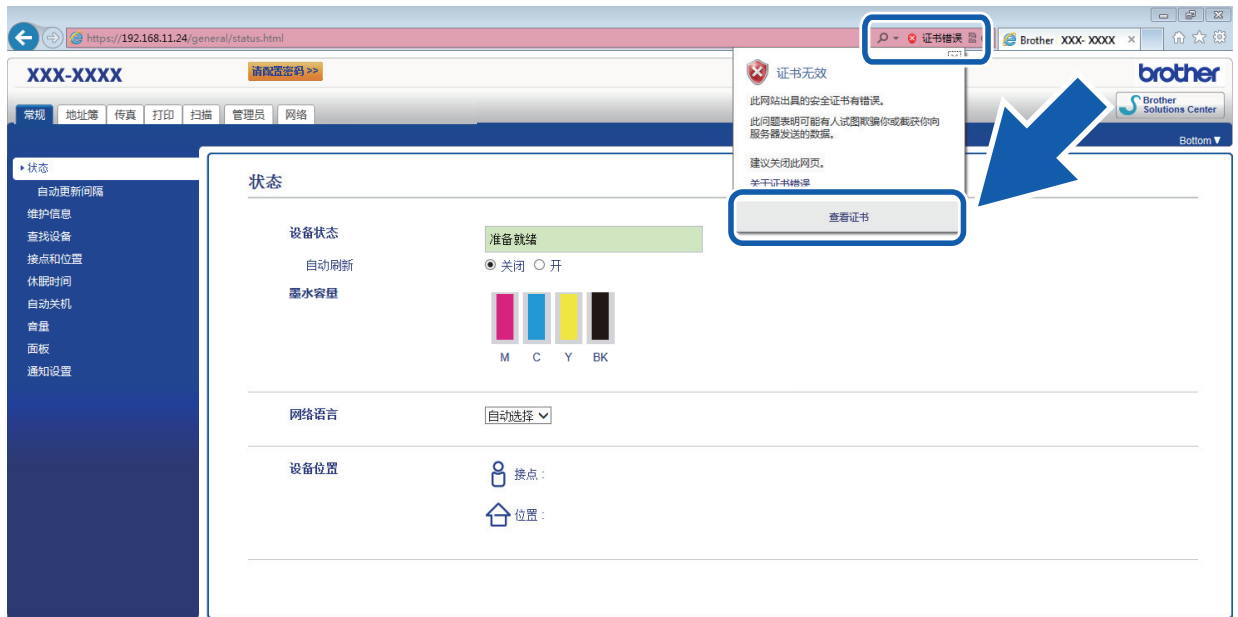 https://192.168.11.24/general/status.html
证书错误
Brother XXX- XXXX
XXX-XXXX
请配置密码>>
brother
常规 地址簿 传真 打印 扫描 管理员 网络
Brother
Solutions Center
Bottom▼
证书无效
此网站出具的安全证书有错误。
此问题表明可能有人试图欺骗你或截获你向
服务器发送的数据。
建议关闭此网页。
关于证书错误
查看证书
状态
自动更新间隔
维护信息
查找设备
接点和位置
休眠时间
自动关机
音量
面板
通知设置
状态
设备状态
准备就绪
自动刷新
关闭 开
墨水容量
M C Y BK
网络语言
自动选择
设备位置
接点 :
位置 :